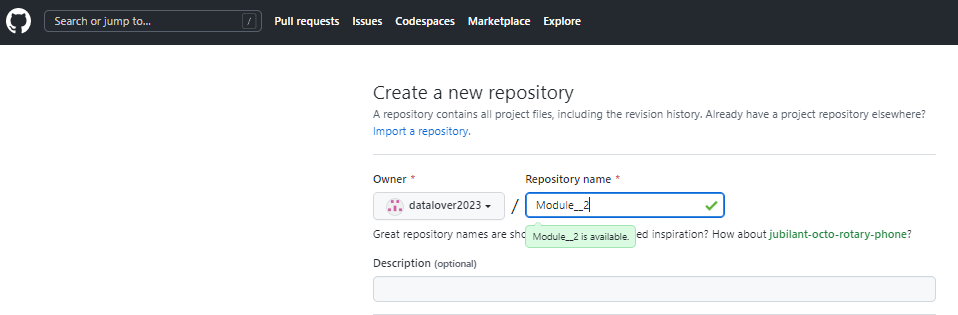 Search or jump to... /
Pull requests Issues Codespaces Marketplace Explore
Create a new repository
A repository contains all project files, including the revision history. Already have a project repository elsewhere?
Import a repository.
Owner * Repository name *
datalover2023 / Module__2
Great repository names are sho ed inspiration? How about jubilant-octo-rotary-phone?
Module__2 is available.
Description (optional)